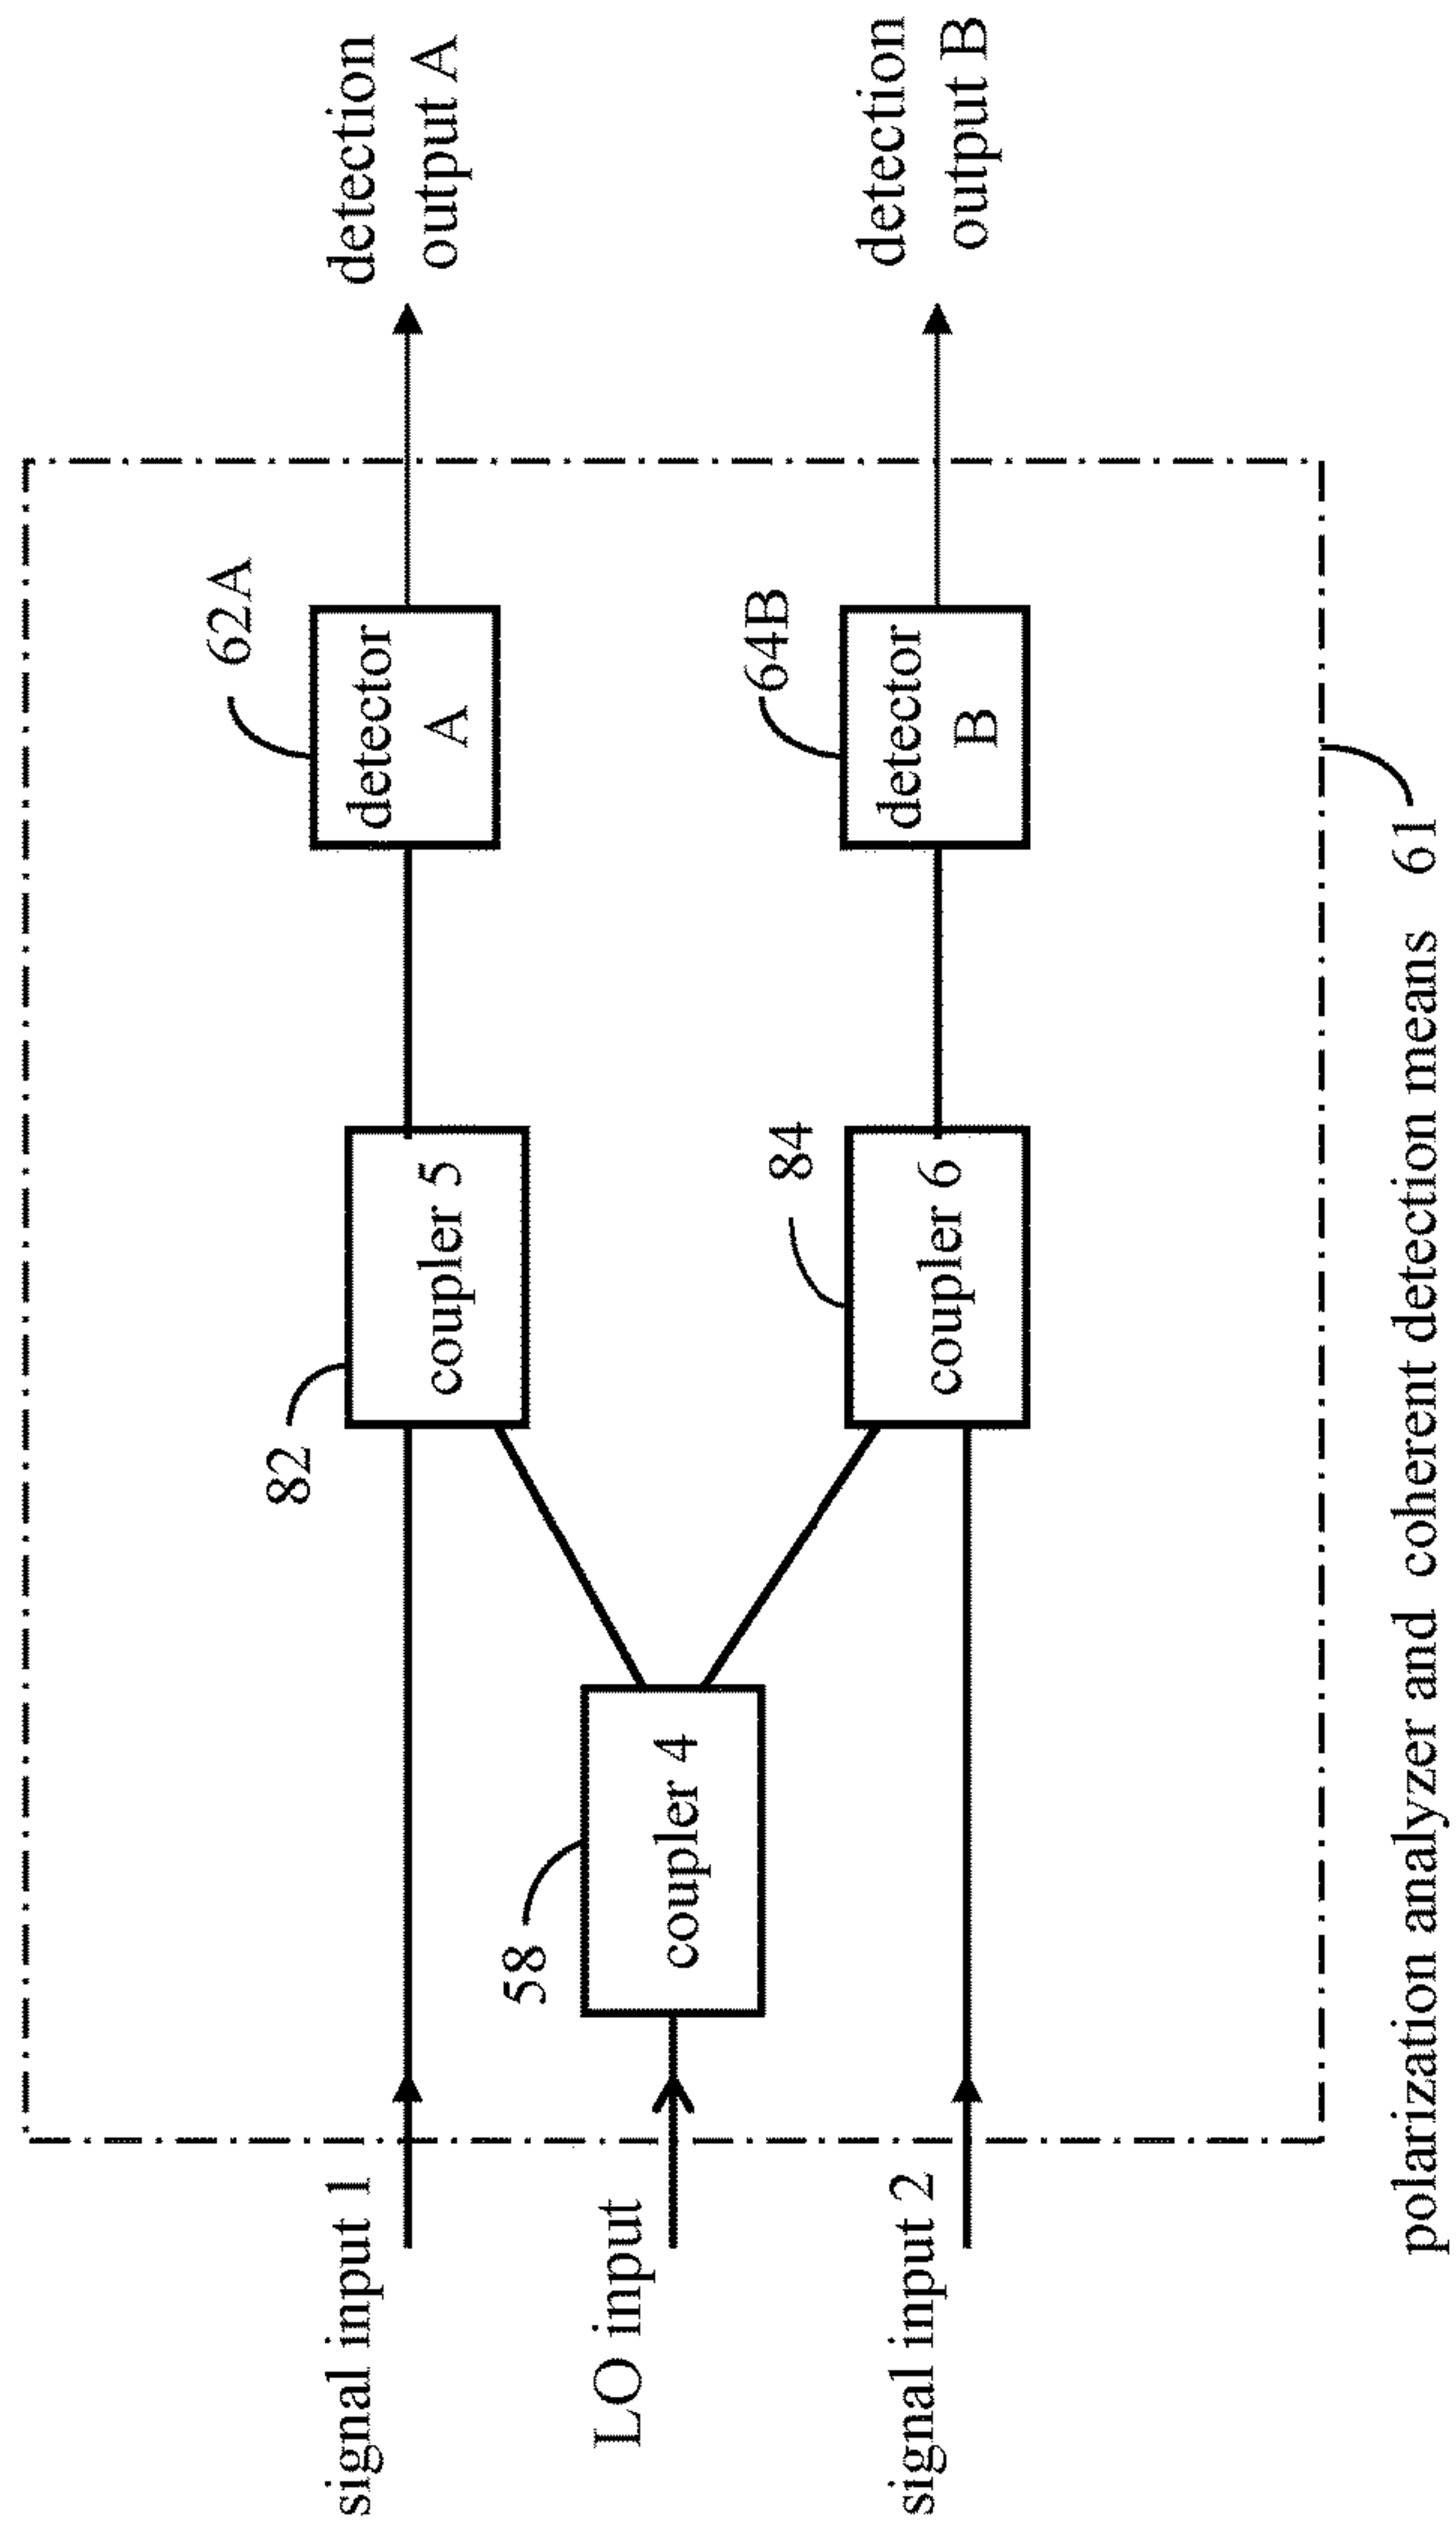 signal input 1
LO input
signal input 2
58
coupler 4
82
coupler 5
84
coupler 6
62A
detector
A
64B
detector
B
detection
output A
detection
output B
polarization analyzer and coherent detection means 61